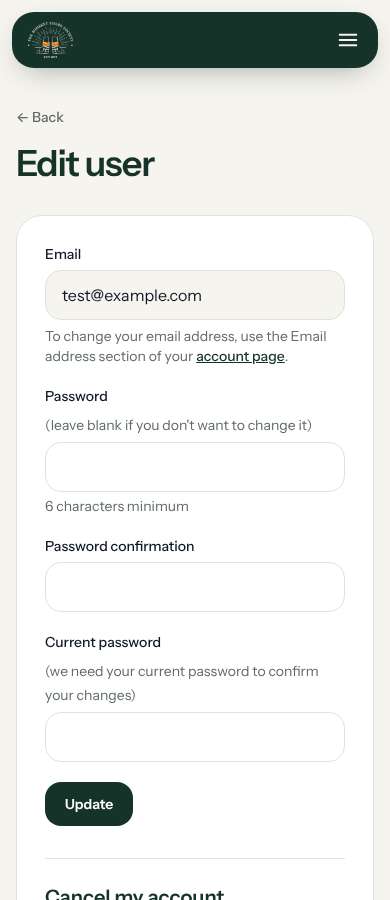 ← Back
Edit user
Email
test@example.com
To change your email address, use the Email
address section of your account page.
Password
(leave blank if you don't want to change it)
6 characters minimum
Password confirmation
Current password
(we need your current password to confirm
your changes)
Update
Cancel my account